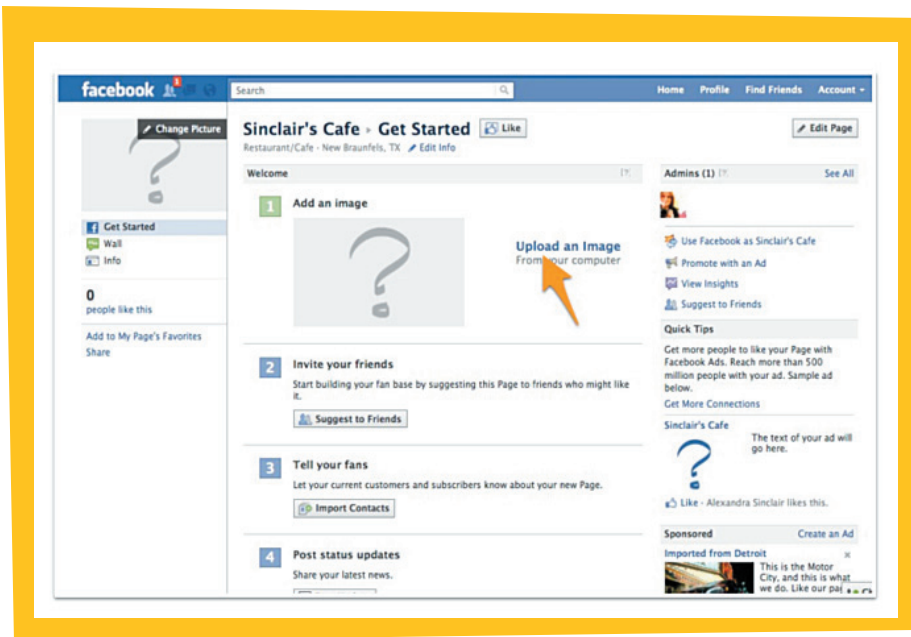 facebook
1
Search
Home Profile Find Friends Account
Change Picture
Get Started
Wall
Info
0
people like this
Add to My Page's Favorites
Share
Sinclair's Cafe › Get Started Like
Restaurant/Cafe · New Braunfels, TX Edit Info
Edit Page
Welcome [?]
1 Add an image
?
Upload an Image
From your computer
2 Invite your friends
Start building your fan base by suggesting this Page to friends who might like
it.
Suggest to Friends
3 Tell your fans
Let your current customers and subscribers know about your new Page.
Import Contacts
4 Post status updates
Share your latest news.
Admins (1) [?] See All
Use Facebook as Sinclair's Cafe
Promote with an Ad
View Insights
Suggest to Friends
Quick Tips
Get more people to like your Page with
Facebook Ads. Reach more than 500
million people with your ad. Sample ad
below.
Get More Connections
Sinclair's Cafe
The text of your ad will
go here.
?
Like · Alexandra Sinclair likes this.
Sponsored Create an Ad
Imported from Detroit x
This is the Motor
City, and this is what
we do. Like our